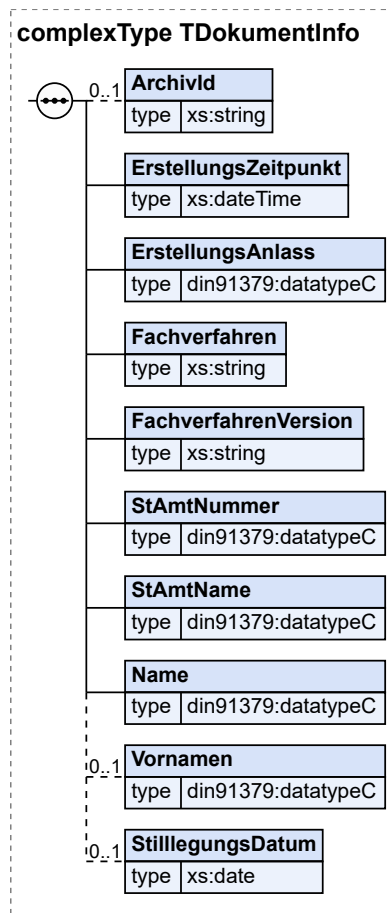 complexType TDokumentInfo
0..1 ArchivId
type xs:string
ErstellungsZeitpunkt
type xs:dateTime
ErstellungsAnlass
type din91379:datatypeC
Fachverfahren
type xs:string
FachverfahrenVersion
type xs:string
StAmtNummer
type din91379:datatypeC
StAmtName
type din91379:datatypeC
Name
type din91379:datatypeC
0..1 Vornamen
type din91379:datatypeC
0..1 StilllegungsDatum
type xs:date